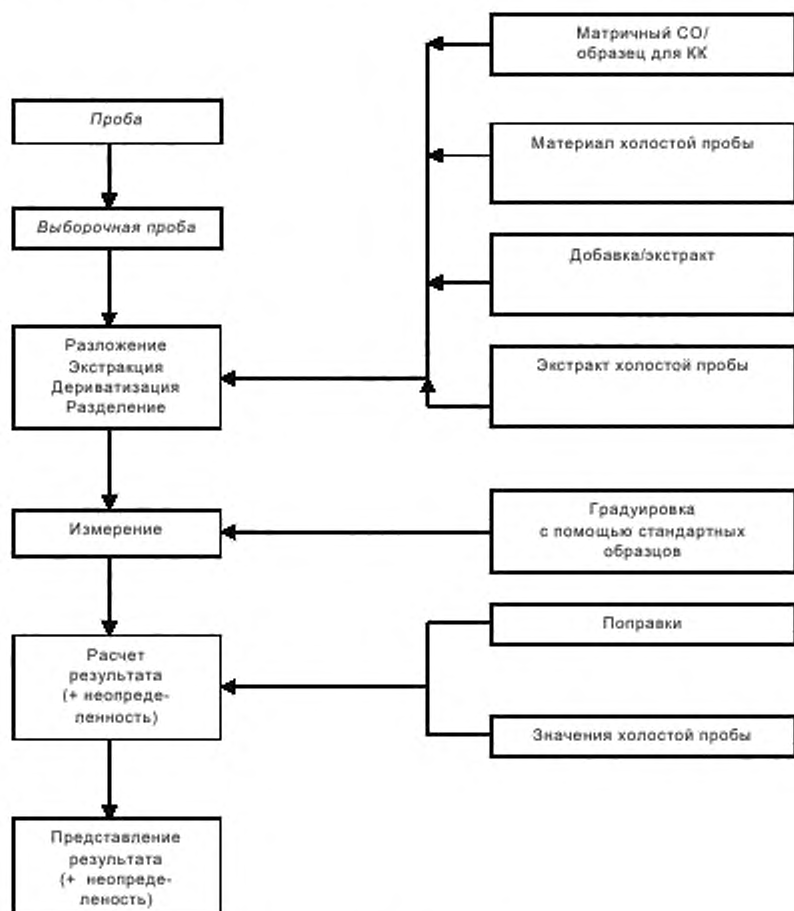 Проба
Выборочная проба
Разложение
Экстракция
Дериватизация
Разделение
Измерение
Расчет
результата
(+ неопреде-
ленность)
Представление
результата
(+ неопреде-
леность)
Матричный СО/
образец для КК
Материал холостой пробы
Добавка/экстракт
Экстракт холостой пробы
Градуировка
с помощью стандартных
образцов
Поправки
Значения холостой пробы